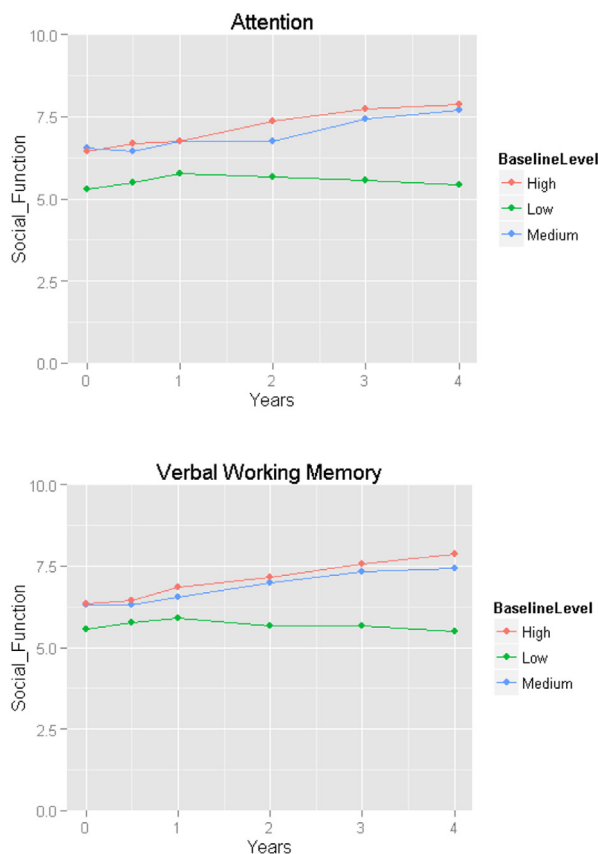 Attention
10.0
7.5
5.0
2.5
0.0
Social_Function
0 1 2 3 4
Years
BaselineLevel
High
Low
Medium
Verbal Working Memory
10.0
7.5
5.0
2.5
0.0
Social_Function
0 1 2 3 4
Years
BaselineLevel
High
Low
Medium